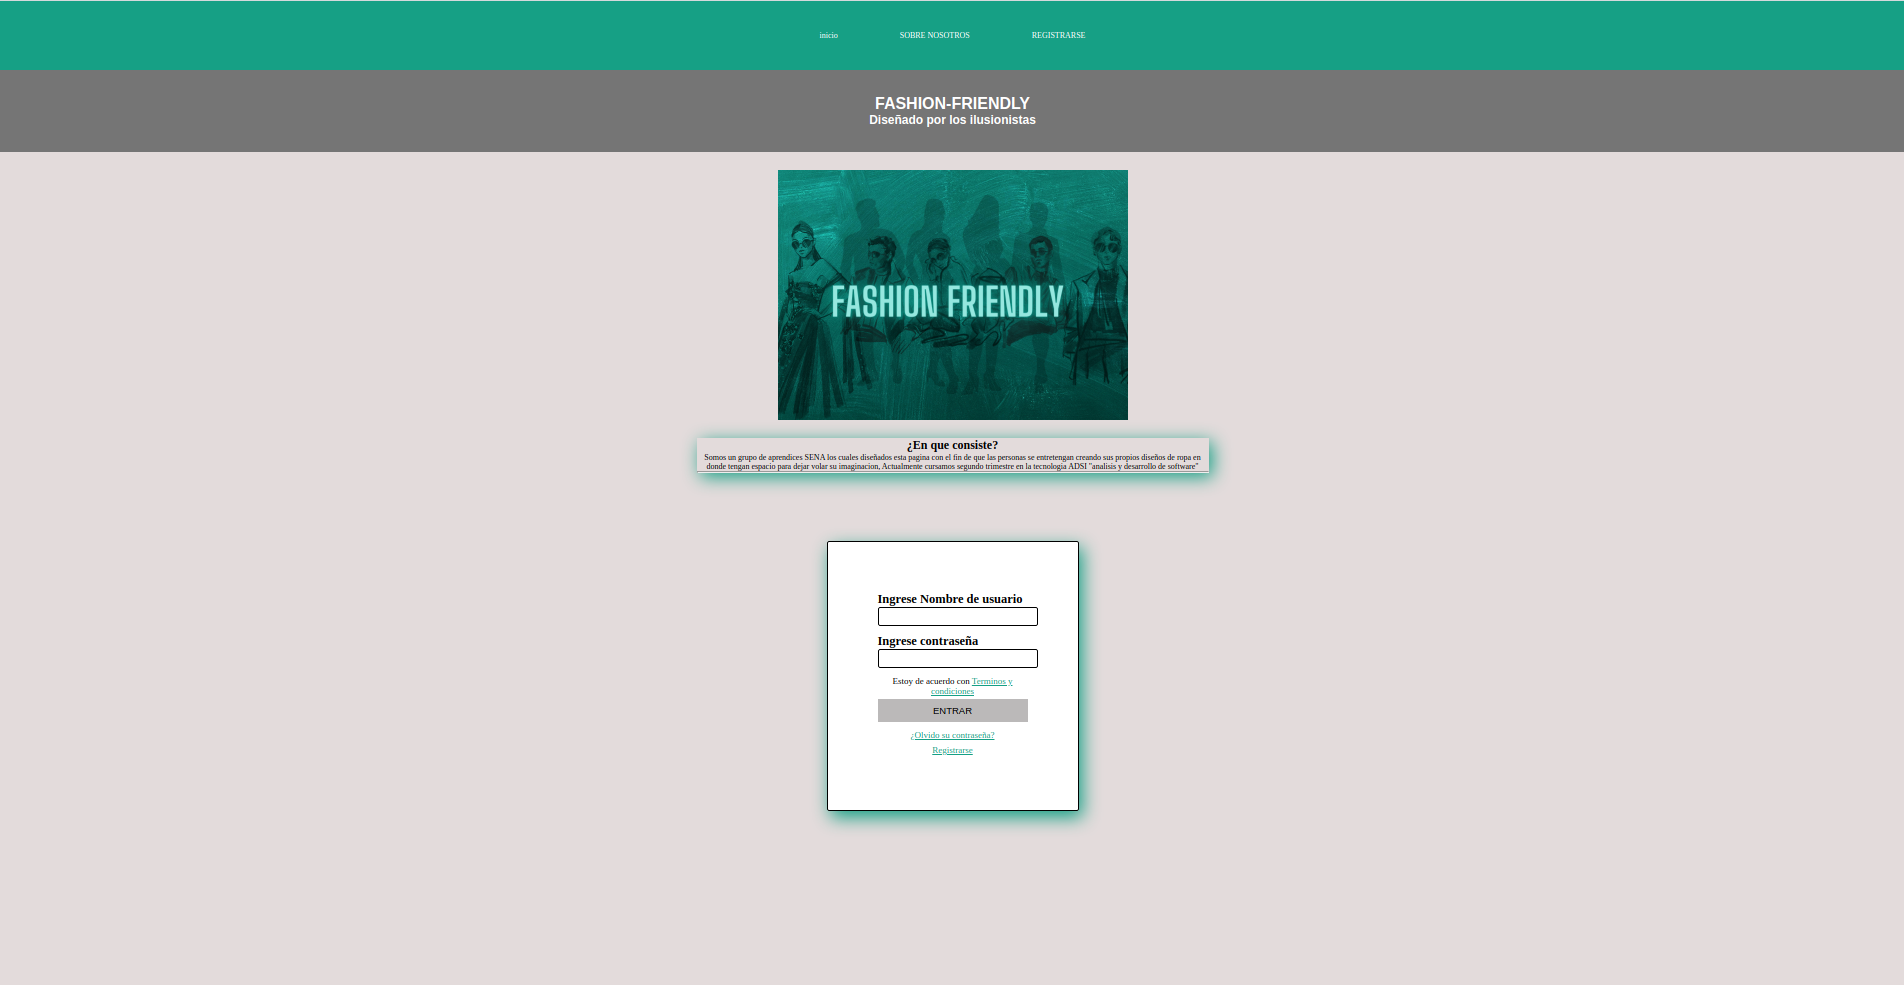 inicio SOBRE NOSOTROS REGISTRARSE
FASHION-FRIENDLY
Diseñado por los ilusionistas
FASHION FRIENDLY
¿En que consiste?
Somos un grupo de aprendices SENA los cuales diseñados esta pagina con el fin de que las personas se entretengan creando sus propios diseños de ropa en
donde tengan espacio para dejar volar su imaginacion, Actualmente cursamos segundo trimestre en la tecnologia ADSI "analisis y desarrollo de software"
Ingrese Nombre de usuario
Ingrese contraseña
Estoy de acuerdo con Terminos y
condiciones
ENTRAR
¿Olvido su contraseña?
Registrarse